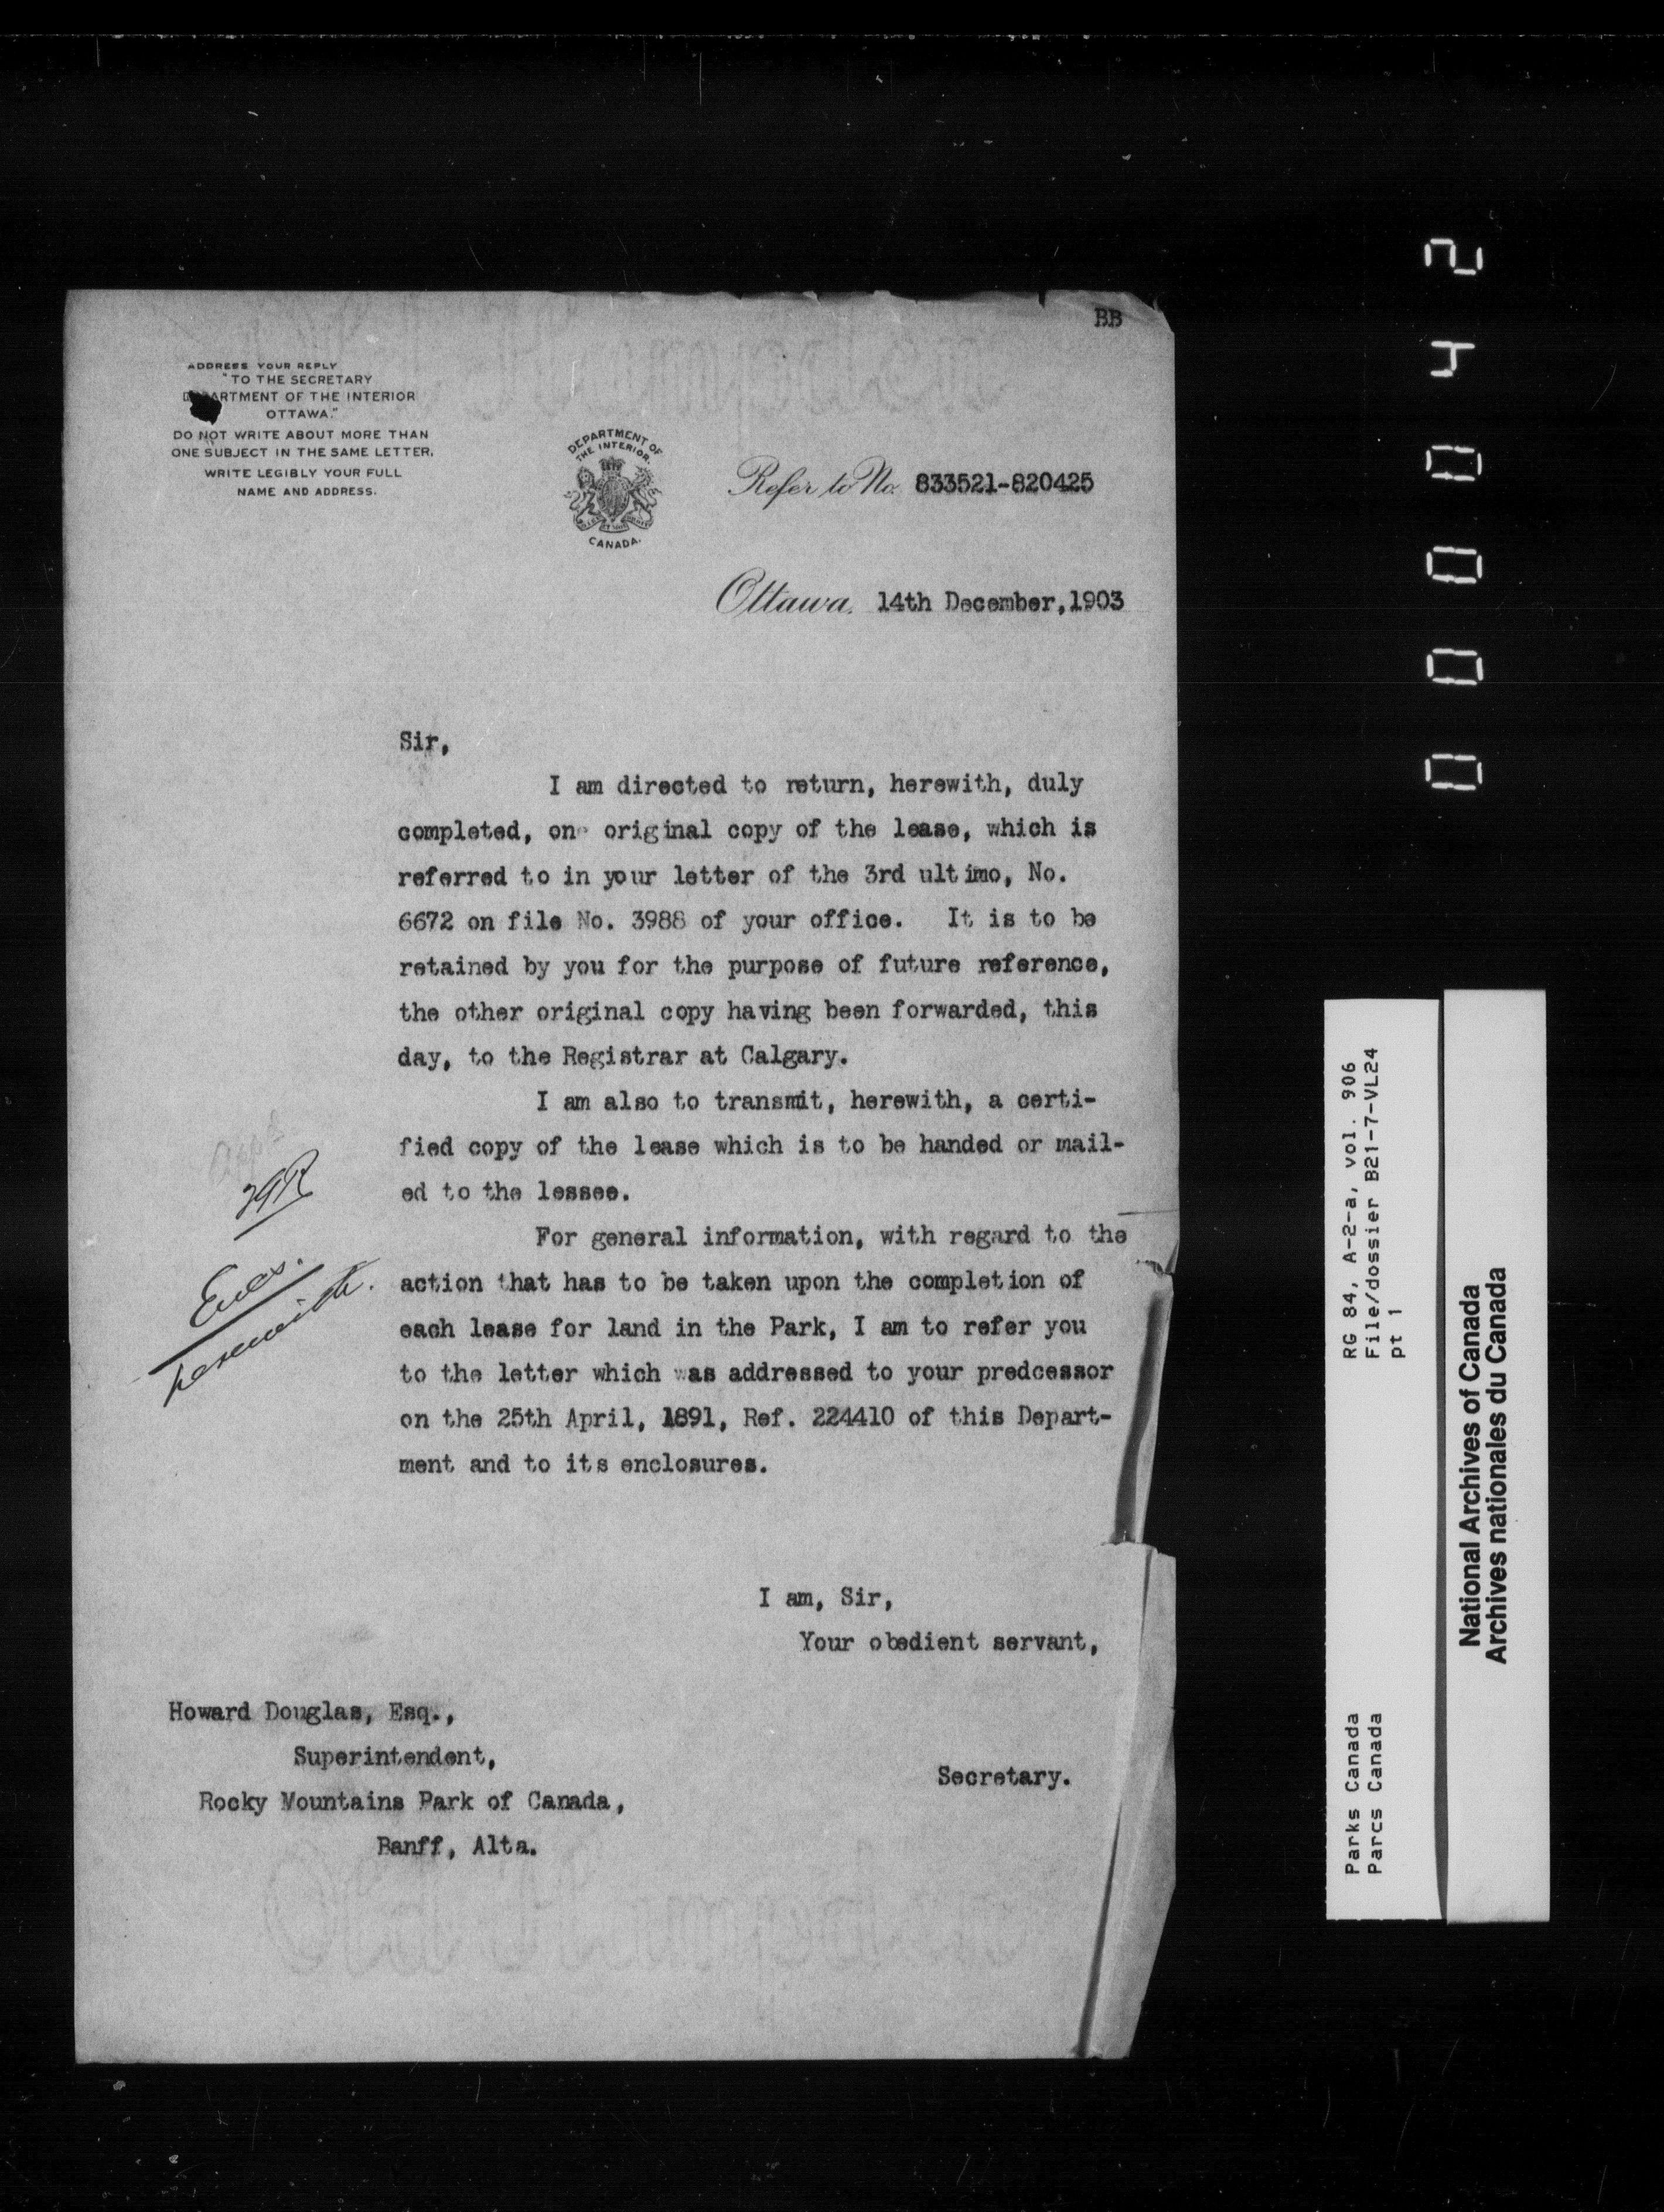 BB
ADDRESS YOUR REPLY
"TO THE SECRETARY
DEPARTMENT OF THE INTERIOR
OTTAWA."
DO NOT WRITE ABOUT MORE THAN
ONE SUBJECT IN THE SAME LETTER.
WRITE LEGIBLY YOUR FULL
NAME AND ADDRESS.
DEPARTMENT OF
THE INTERIOR.
CANADA.
Refer to No. 833521-820425
Ottawa, 14th December, 1903
Sir,
I am directed to return, herewith, duly
completed, one original copy of the lease, which is
referred to in your letter of the 3rd ultimo, No.
6672 on file No. 3988 of your office. It is to be
retained by you for the purpose of future reference,
the other original copy having been forwarded, this
day, to the Registrar at Calgary.
I am also to transmit, herewith, a certi-
fied copy of the lease which is to be handed or mail-
ed to the lessee.
For general information, with regard to the
action that has to be taken upon the completion of
each lease for land in the Park, I am to refer you
to the letter which was addressed to your predcessor
on the 25th April, 1891, Ref. 224410 of this Depart-
ment and to its enclosures.
Encs.
herewith.
I am, Sir,
Your obedient servant,
Secretary.
Howard Douglas, Esq.,
Superintendent,
Rocky Mountains Park of Canada,
Banff, Alta.
000042
RG 84, A-2-a, vol. 906
File/dossier B21-7-VL24
pt 1
Parks Canada
Parcs Canada
National Archives of Canada
Archives nationales du Canada